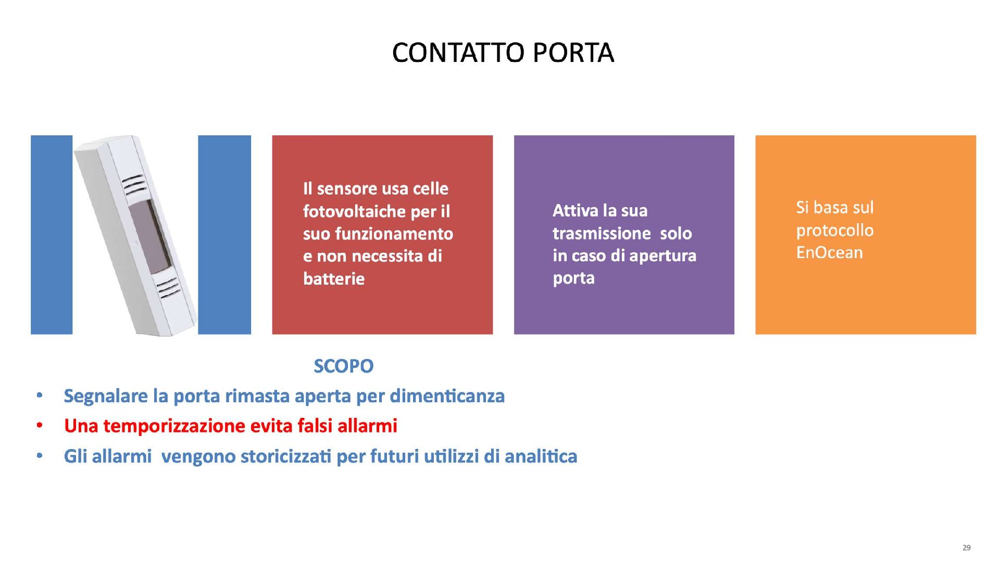 CONTATTO PORTA
Il sensore usa celle
fotovoltaiche per il
suo funzionamento
e non necessita di
batterie
Attiva la sua
trasmissione  solo
in caso di apertura
porta
Si basa sul
protocollo
EnOcean
SCOPO
• Segnalare la porta rimasta aperta per dimenticanza
• Una temporizzazione evita falsi allarmi
• Gli allarmi  vengono storicizzati per futuri utilizzi di analitica
29